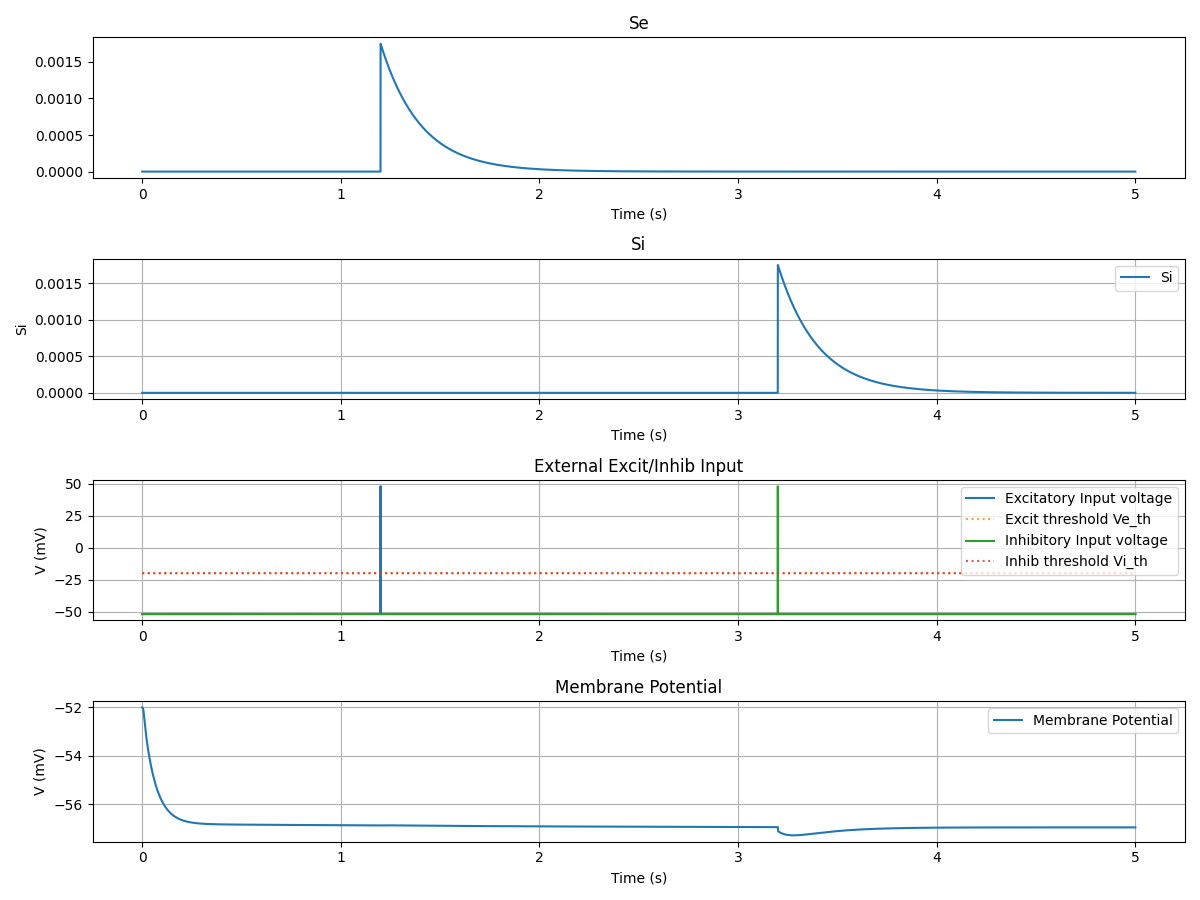 Se
0.0015
0.0010
0.0005
0.0000
0 1 2 3 4 5
Time (s)
Si
Si
0.0015
0.0010
0.0005
0.0000
Si
0 1 2 3 4 5
Time (s)
External Excit/Inhib Input
50
25
0
−25
−50
V (mV)
Excitatory Input voltage
Excit threshold Ve_th
Inhibitory Input voltage
Inhib threshold Vi_th
0 1 2 3 4 5
Time (s)
Membrane Potential
−52
−54
−56
V (mV)
Membrane Potential
0 1 2 3 4 5
Time (s)